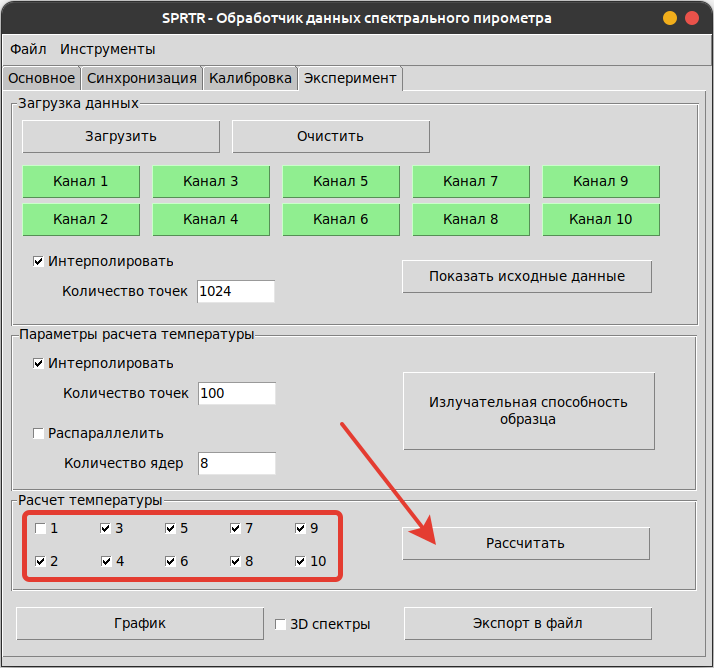 SPRTR - Обработчик данных спектрального пирометра
Файл Инструменты
Основное Синхронизация Калибровка Эксперимент
Загрузка данных
Загрузить Очистить
Канал 1 Канал 3 Канал 5 Канал 7 Канал 9
Канал 2 Канал 4 Канал 6 Канал 8 Канал 10
Интерполировать
Показать исходные данные
Количество точек 1024
Параметры расчета температуры
Интерполировать
Количество точек 100
Излучательная способность
образца
Распараллелить
Количество ядер 8
Расчет температуры
1 3 5 7 9
2 4 6 8 10
Рассчитать
График 3D спектры Экспорт в файл